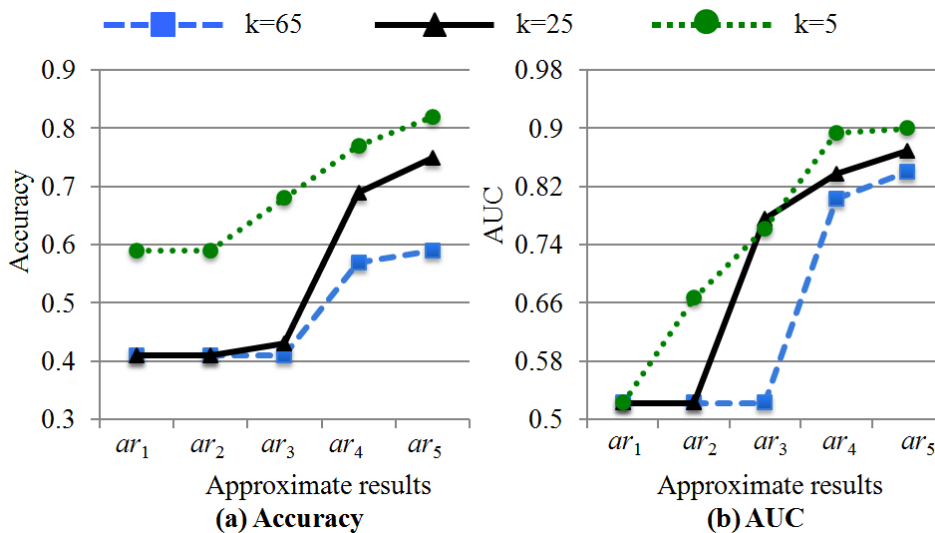 k=65 k=25 k=5
0.9
0.8
0.7
0.6
0.5
0.4
0.3
Accuracy
ar₁ ar₂ ar₃ ar₄ ar₅
Approximate results
(a) Accuracy
0.98
0.9
0.82
0.74
0.66
0.58
0.5
AUC
ar₁ ar₂ ar₃ ar₄ ar₅
Approximate results
(b) AUC